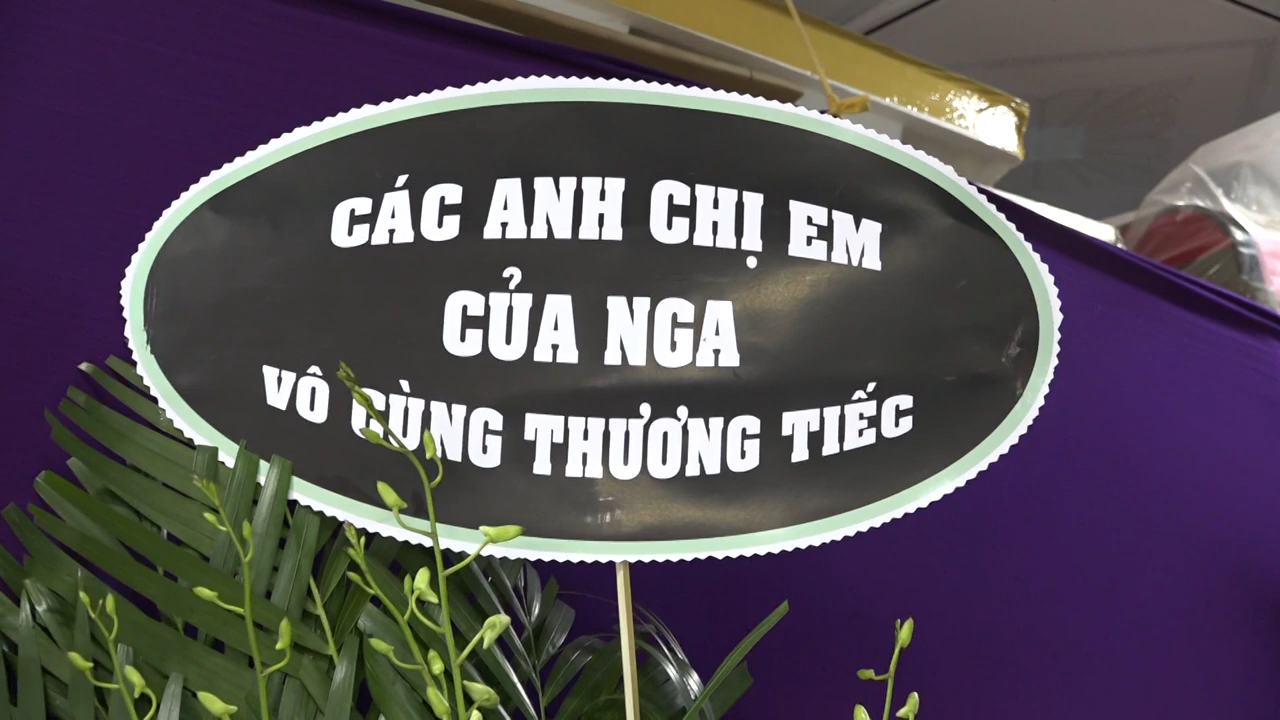 CÁC ANH CHỊ EM
CỦA NGA
VÔ CÙNG THƯƠNG TIẾC